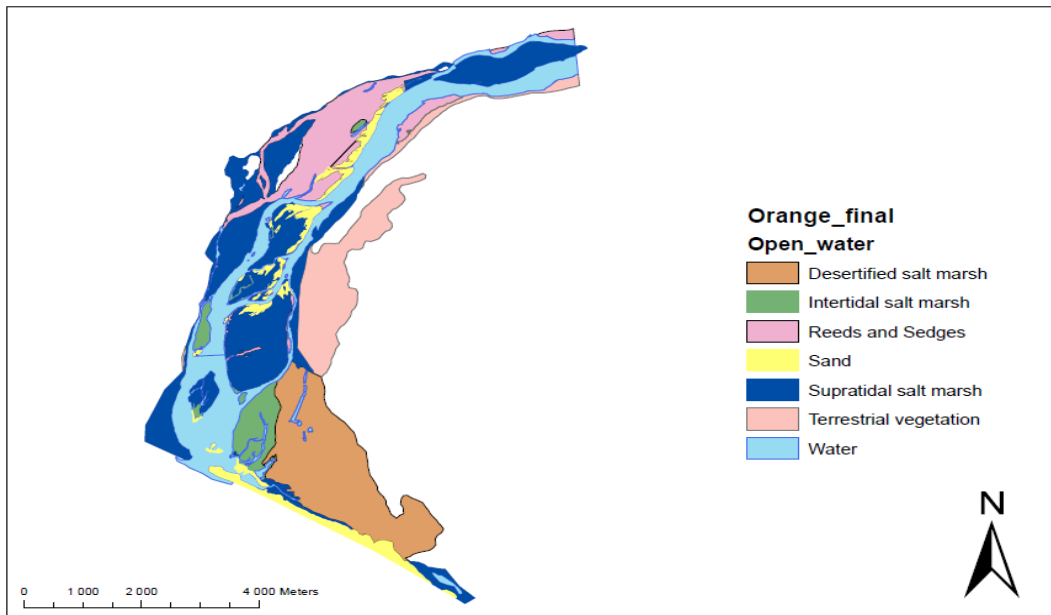 Orange_final
Open_water
Desertified salt marsh
Intertidal salt marsh
Reeds and Sedges
Sand
Supratidal salt marsh
Terrestrial vegetation
Water
N
0 1 000 2 000 4 000 Meters